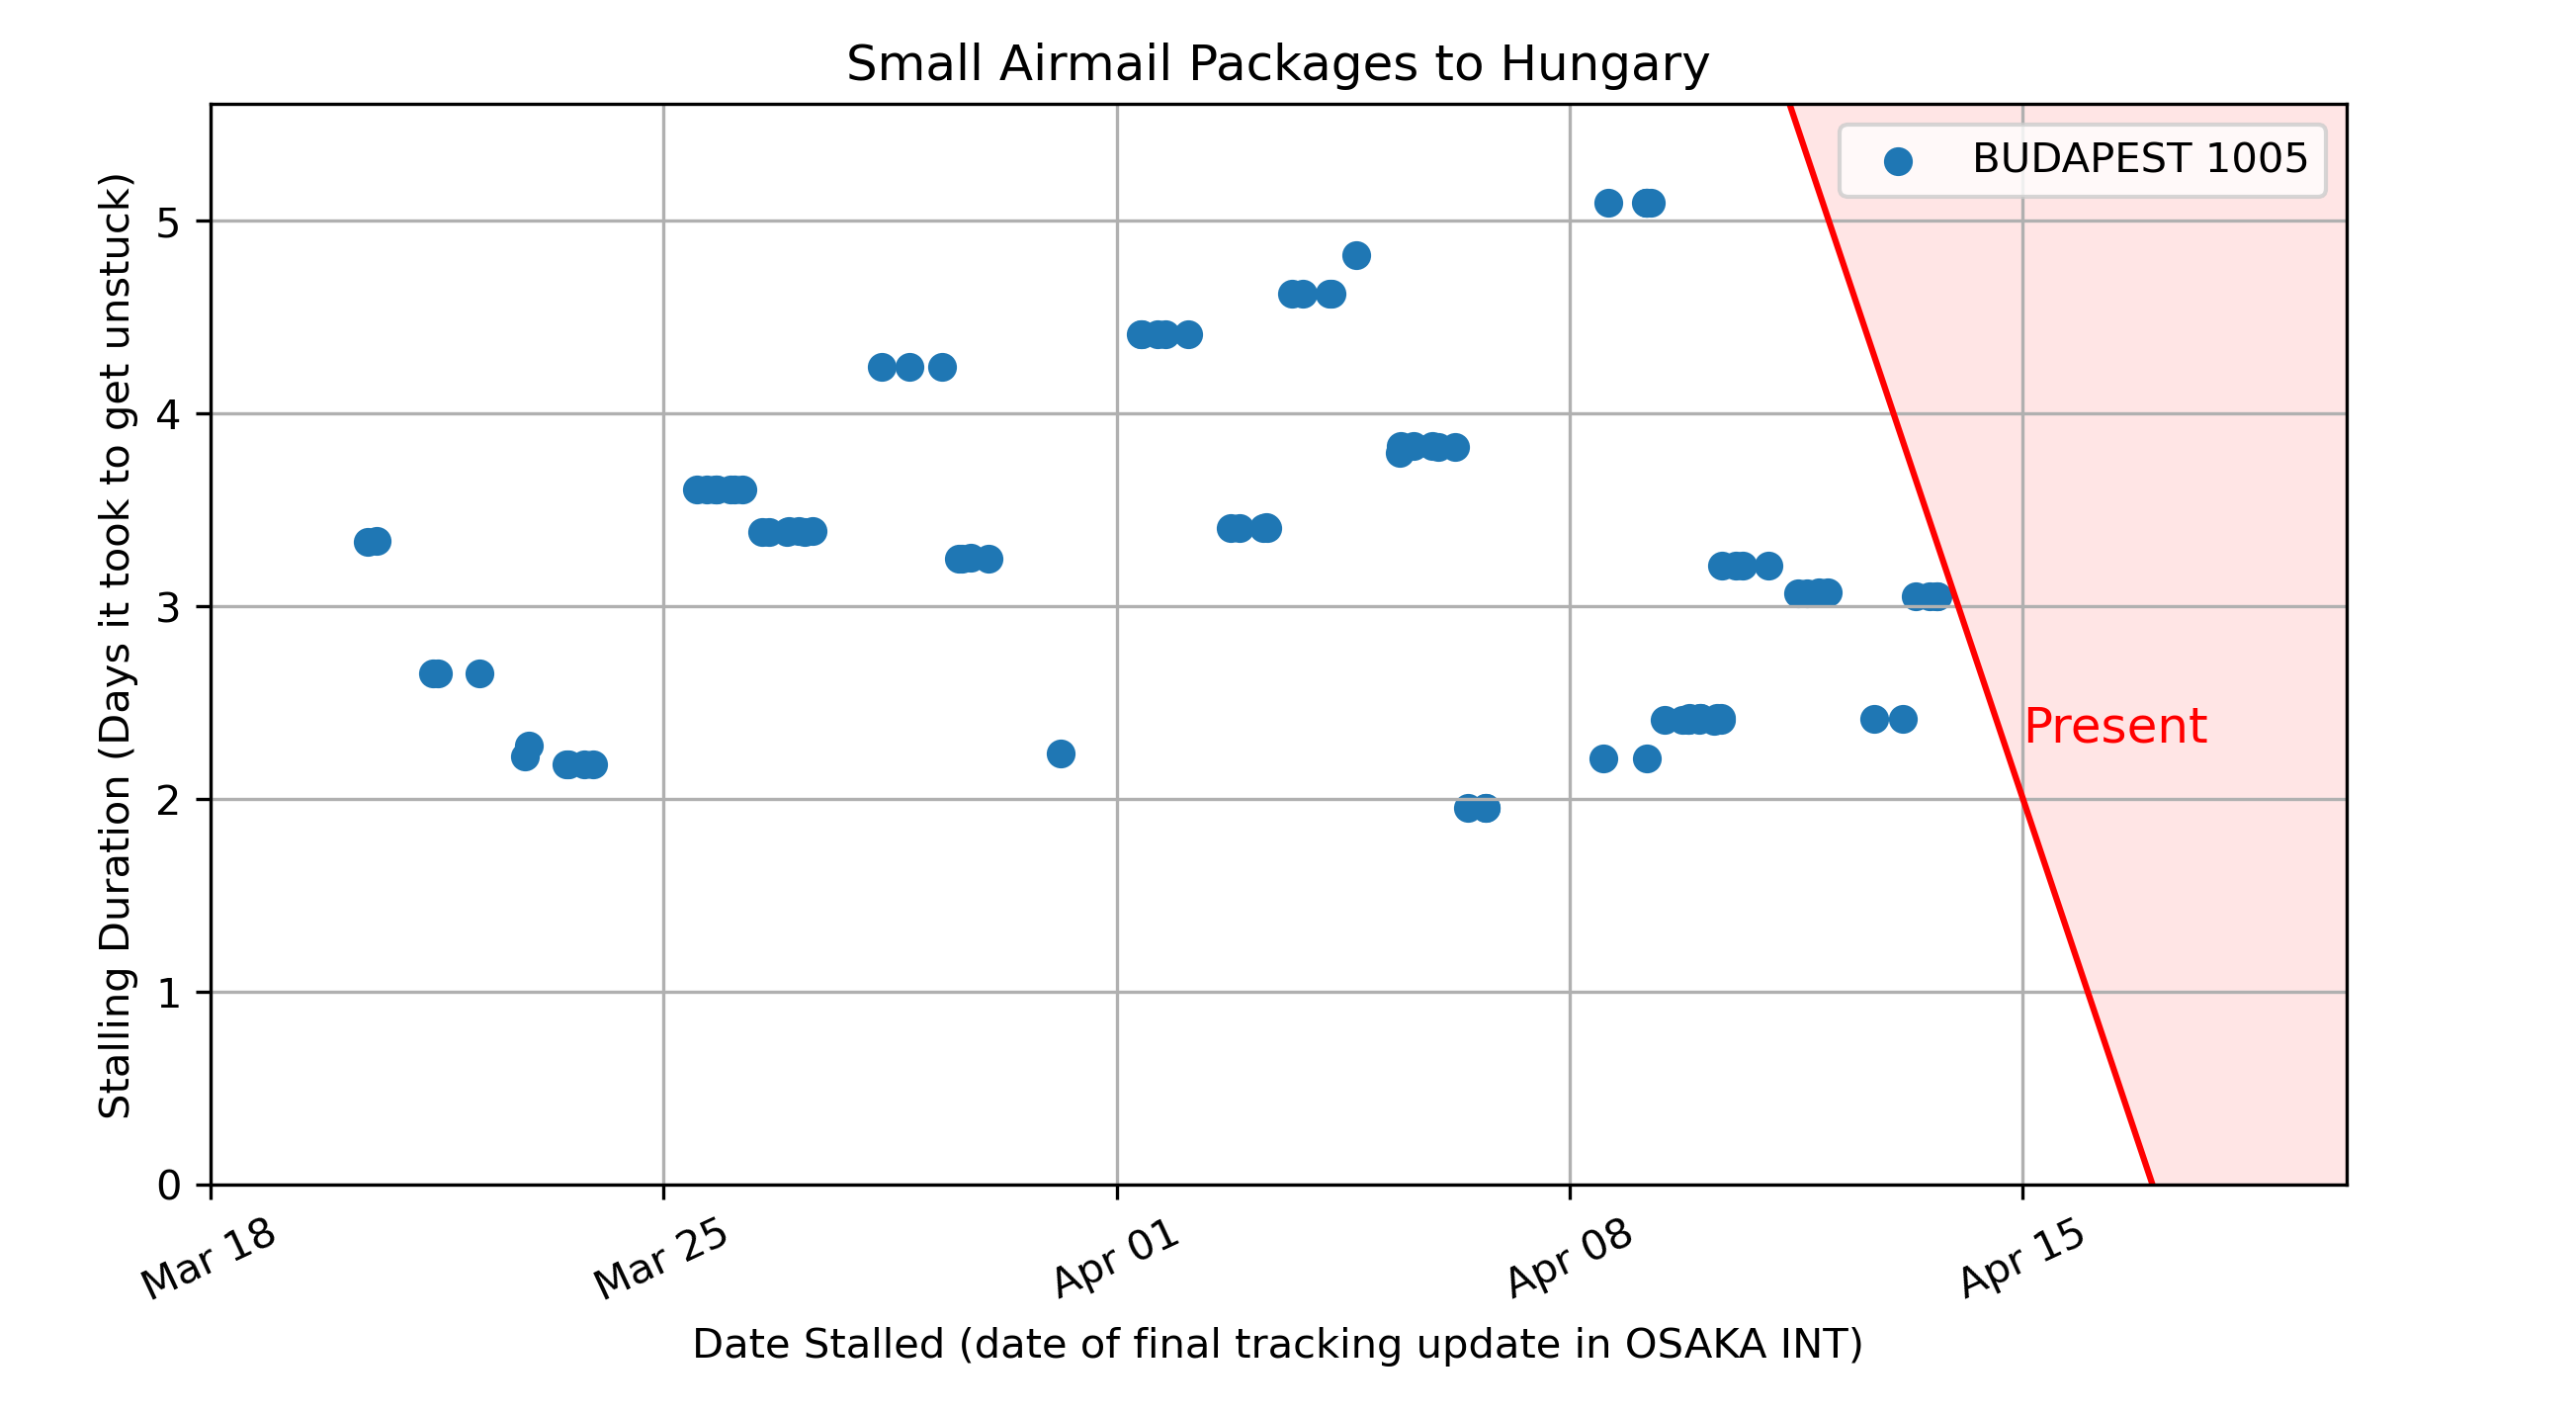 Small Airmail Packages to Hungary
BUDAPEST 1005
Stalling Duration (Days it took to get unstuck)
5
4
3
2
1
0
Present
Mar 18
Mar 25
Apr 01
Apr 08
Apr 15
Date Stalled (date of final tracking update in OSAKA INT)